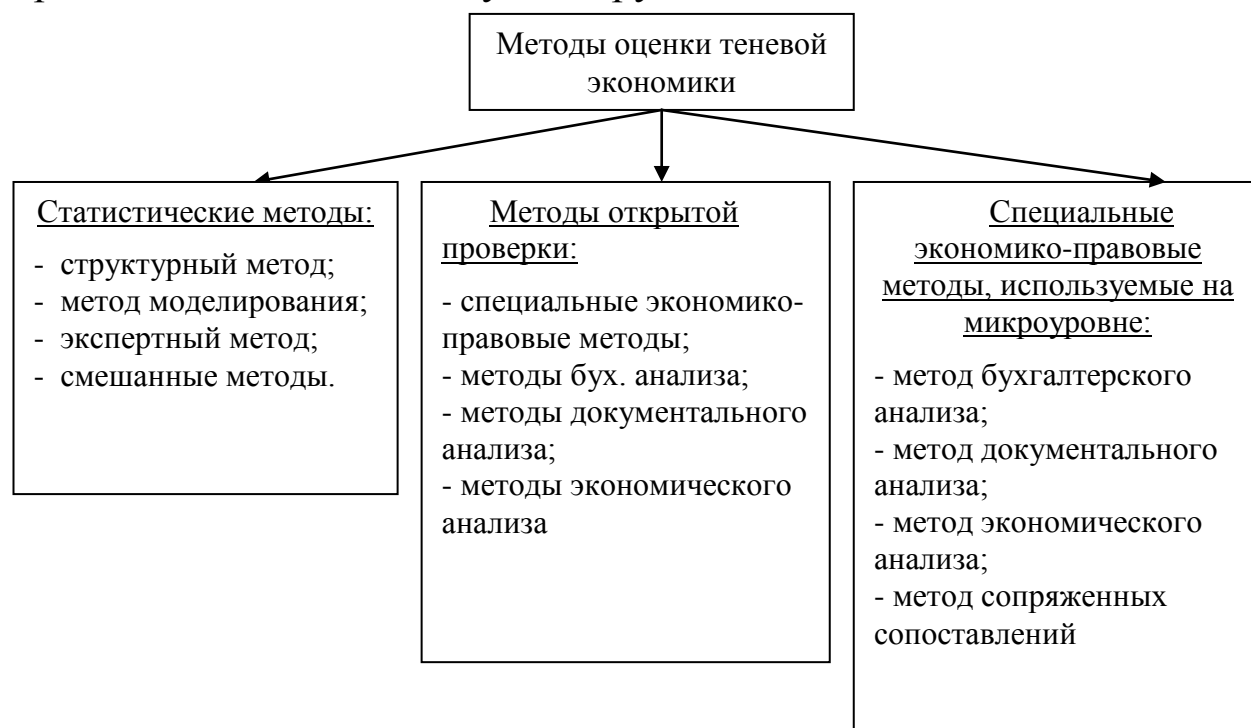 Методы оценки теневой
экономики
Статистические методы:
- структурный метод;
- метод моделирования;
- экспертный метод;
- смешанные методы.
Методы открытой
проверки:
- специальные экономико-
правовые методы;
- методы бух. анализа;
- методы документального
анализа;
- методы экономического
анализа
Специальные
экономико-правовые
методы, используемые на
микроуровне:
- метод бухгалтерского
анализа;
- метод документального
анализа;
- метод экономического
анализа;
- метод сопряженных
сопоставлений